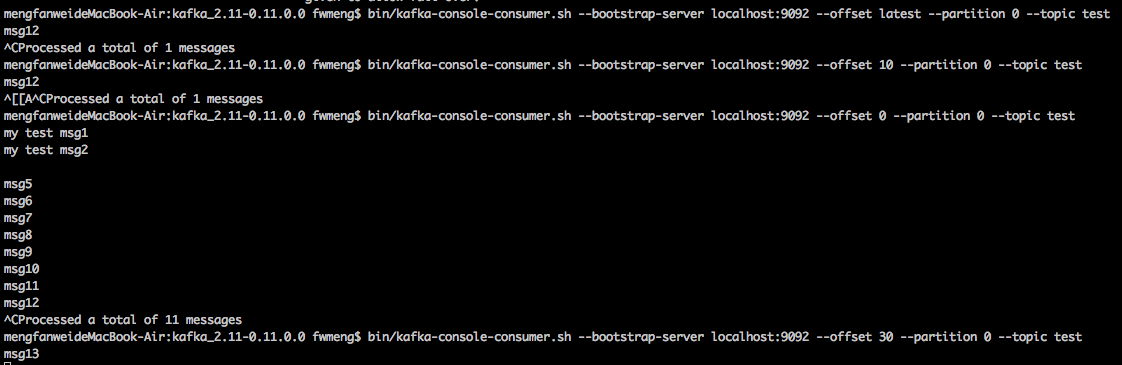 mengfanweideMacBook-Air:kafka_2.11-0.11.0.0 fwmeng$ bin/kafka-console-consumer.sh --bootstrap-server localhost:9092 --offset latest --partition 0 --topic test
msg12
^CProcessed a total of 1 messages
mengfanweideMacBook-Air:kafka_2.11-0.11.0.0 fwmeng$ bin/kafka-console-consumer.sh --bootstrap-server localhost:9092 --offset 10 --partition 0 --topic test
msg12
^[[A^CProcessed a total of 1 messages
mengfanweideMacBook-Air:kafka_2.11-0.11.0.0 fwmeng$ bin/kafka-console-consumer.sh --bootstrap-server localhost:9092 --offset 0 --partition 0 --topic test
my test msg1
my test msg2

msg5
msg6
msg7
msg8
msg9
msg10
msg11
msg12
^CProcessed a total of 11 messages
mengfanweideMacBook-Air:kafka_2.11-0.11.0.0 fwmeng$ bin/kafka-console-consumer.sh --bootstrap-server localhost:9092 --offset 30 --partition 0 --topic test
msg13